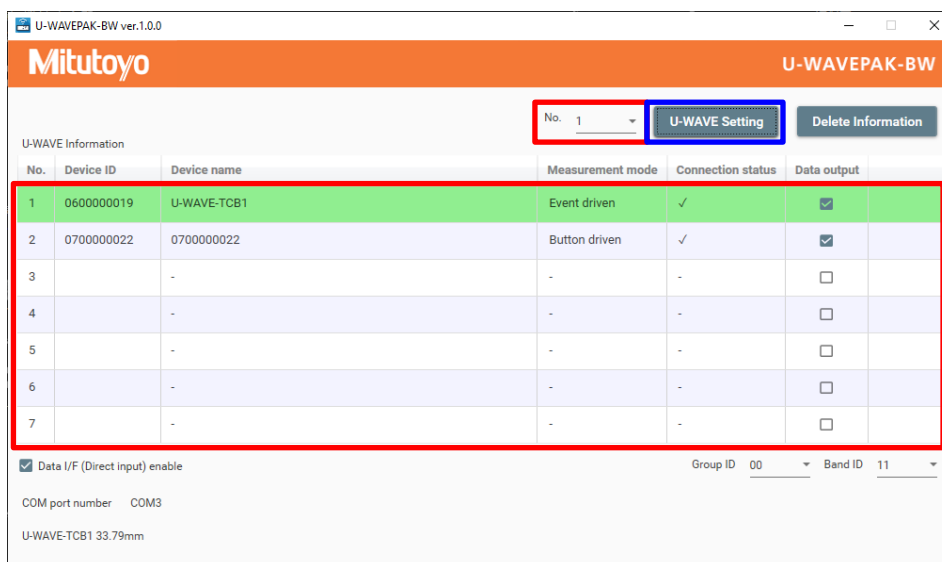 U-WAVEPAK-BW ver.1.0.0
Mitutoyo U-WAVEPAK-BW
No. 1 U-WAVE Setting Delete Information
U-WAVE Information
No. Device ID Device name Measurement mode Connection status Data output
1 0600000019 U-WAVE-TCB1 Event driven ✓
2 0700000022 0700000022 Button driven ✓
3 - - -
4 - - -
5 - - -
6 - - -
7 - - -
Data I/F (Direct input) enable Group ID 00 Band ID 11
COM port number COM3
U-WAVE-TCB1 33.79mm